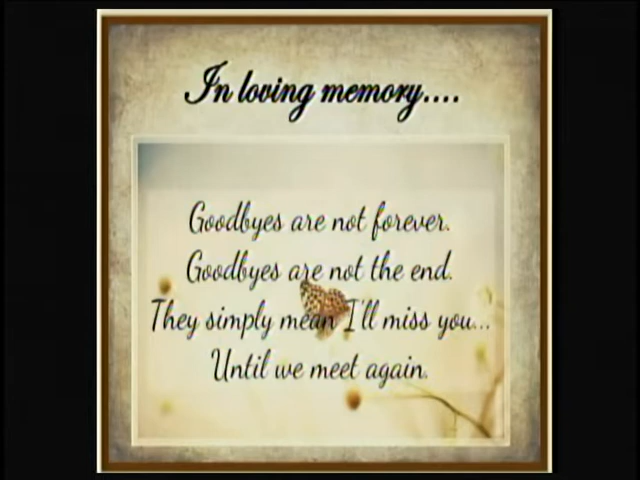 In loving memory....
Goodbyes are not forever.
Goodbyes are not the end.
They simply mean I'll miss you...
Until we meet again.